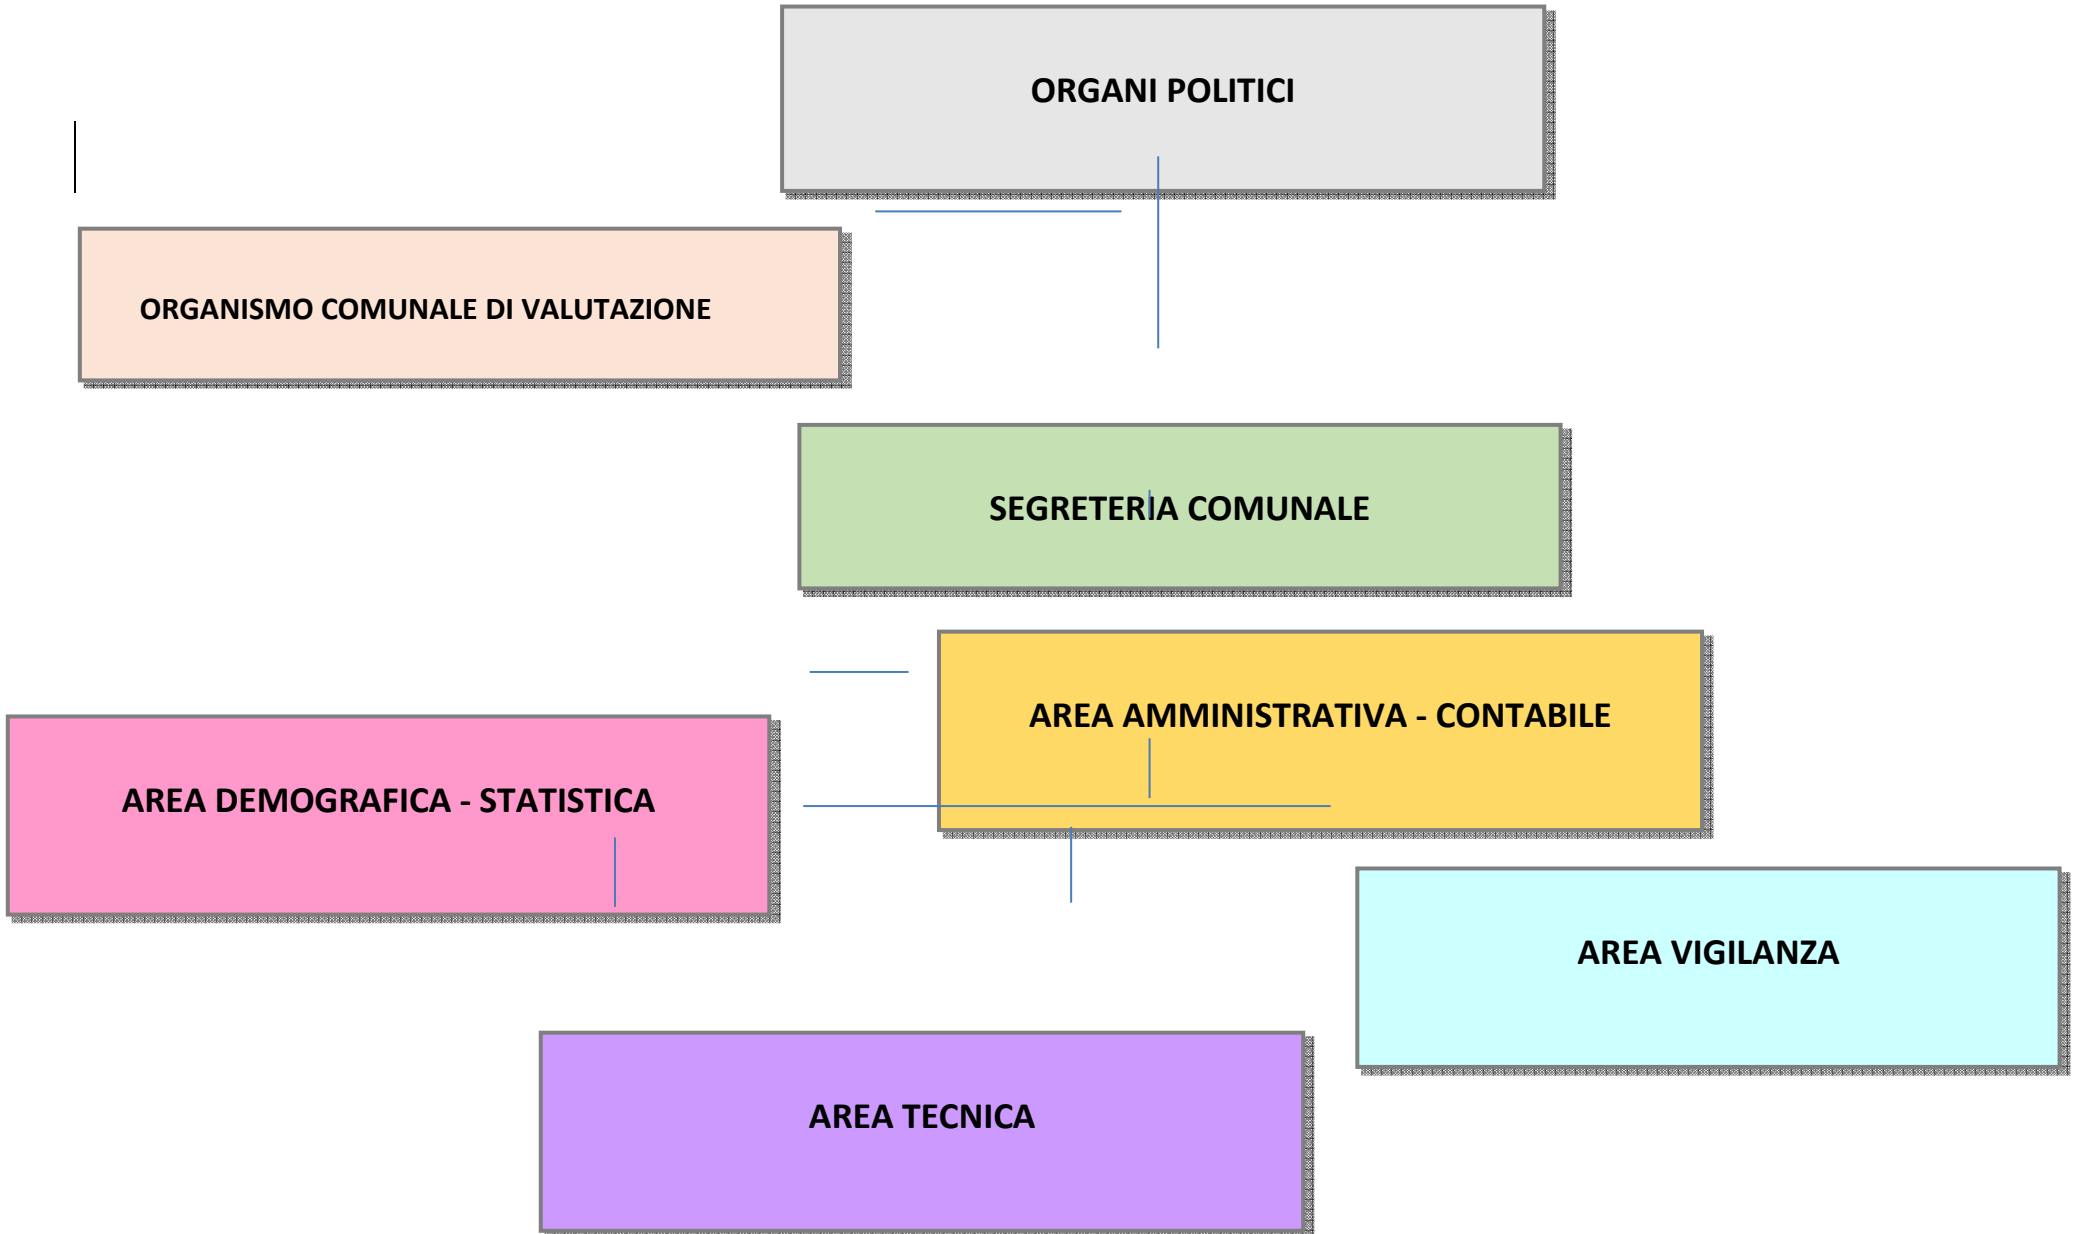 ORGANI POLITICI
ORGANISMO COMUNALE DI VALUTAZIONE
SEGRETERIA COMUNALE
AREA AMMINISTRATIVA - CONTABILE
AREA DEMOGRAFICA - STATISTICA
AREA VIGILANZA
AREA TECNICA